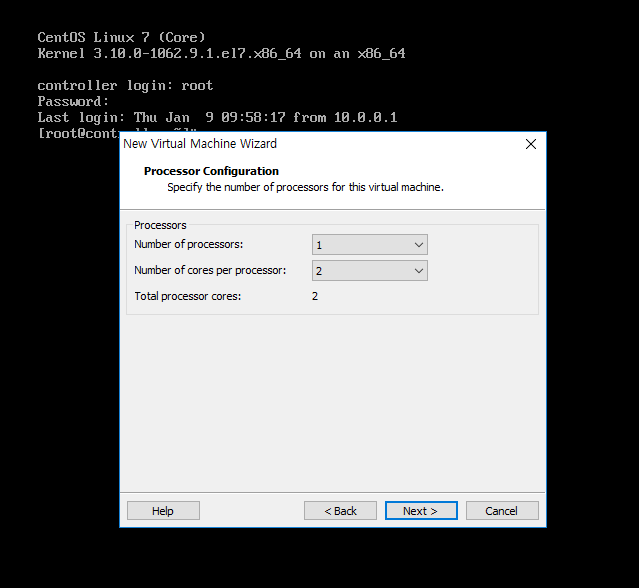 CentOS Linux 7 (Core)
Kernel 3.10.0-1062.9.1.el7.x86_64 on an x86_64
controller login: root
Password:
Last login: Thu Jan  9 09:58:17 from 10.0.0.1
New Virtual Machine Wizard
Processor Configuration
Specify the number of processors for this virtual machine.
Processors
Number of processors: 1
Number of cores per processor: 2
Total processor cores: 2
Help < Back Next > Cancel